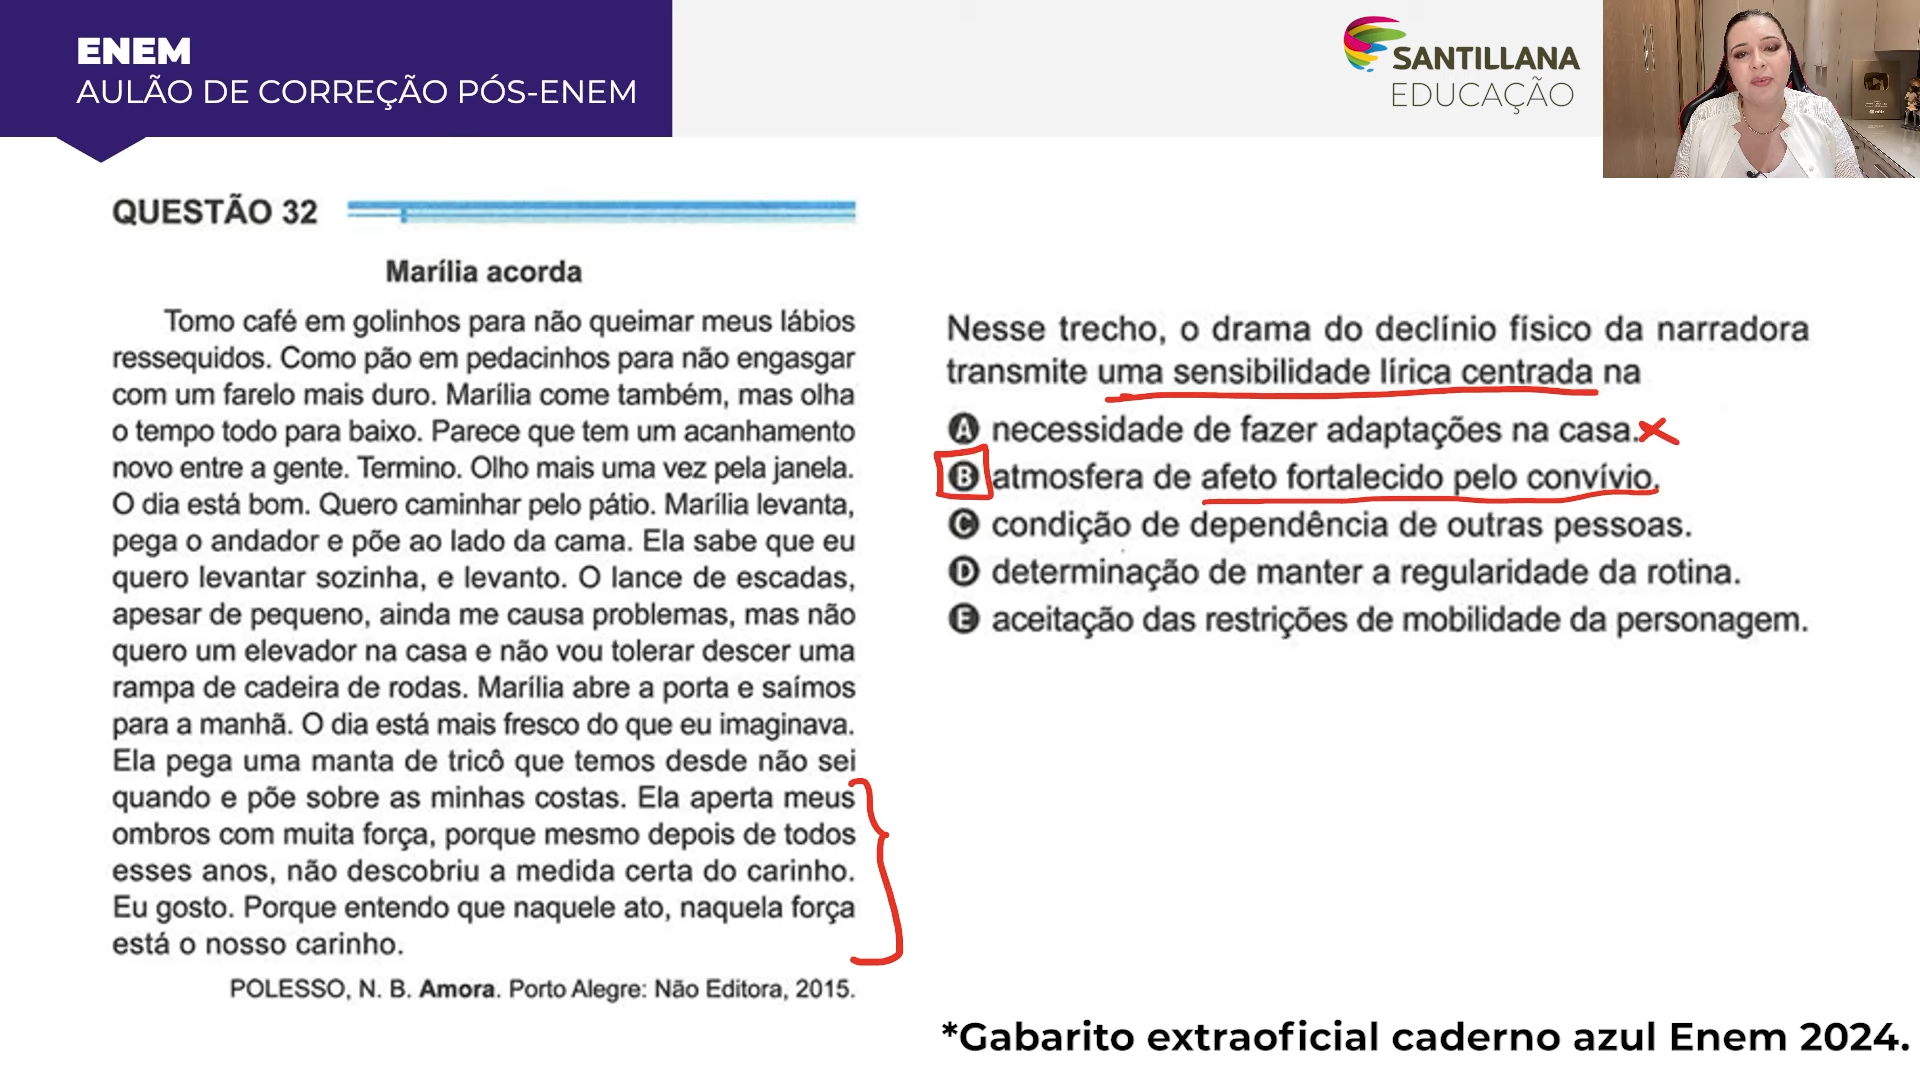 ENEM
AULÃO DE CORREÇÃO PÓS-ENEM
SANTILLANA
EDUCAÇÃO
QUESTÃO 32
Marília acorda
Tomo café em golinhos para não queimar meus lábios
ressequidos. Como pão em pedacinhos para não engasgar
com um farelo mais duro. Marília come também, mas olha
o tempo todo para baixo. Parece que tem um acanhamento
novo entre a gente. Termino. Olho mais uma vez pela janela.
O dia está bom. Quero caminhar pelo pátio. Marília levanta,
pega o andador e põe ao lado da cama. Ela sabe que eu
quero levantar sozinha, e levanto. O lance de escadas,
apesar de pequeno, ainda me causa problemas, mas não
quero um elevador na casa e não vou tolerar descer uma
rampa de cadeira de rodas. Marília abre a porta e saímos
para a manhã. O dia está mais fresco do que eu imaginava.
Ela pega uma manta de tricô que temos desde não sei
quando e põe sobre as minhas costas. Ela aperta meus
ombros com muita força, porque mesmo depois de todos
esses anos, não descobriu a medida certa do carinho.
Eu gosto. Porque entendo que naquele ato, naquela força
está o nosso carinho.
POLESSO, N. B. Amora. Porto Alegre: Não Editora, 2015.
Nesse trecho, o drama do declínio físico da narradora
transmite uma sensibilidade lírica centrada na
A necessidade de fazer adaptações na casa.
B atmosfera de afeto fortalecido pelo convívio.
C condição de dependência de outras pessoas.
D determinação de manter a regularidade da rotina.
E aceitação das restrições de mobilidade da personagem.
*Gabarito extraoficial caderno azul Enem 2024.